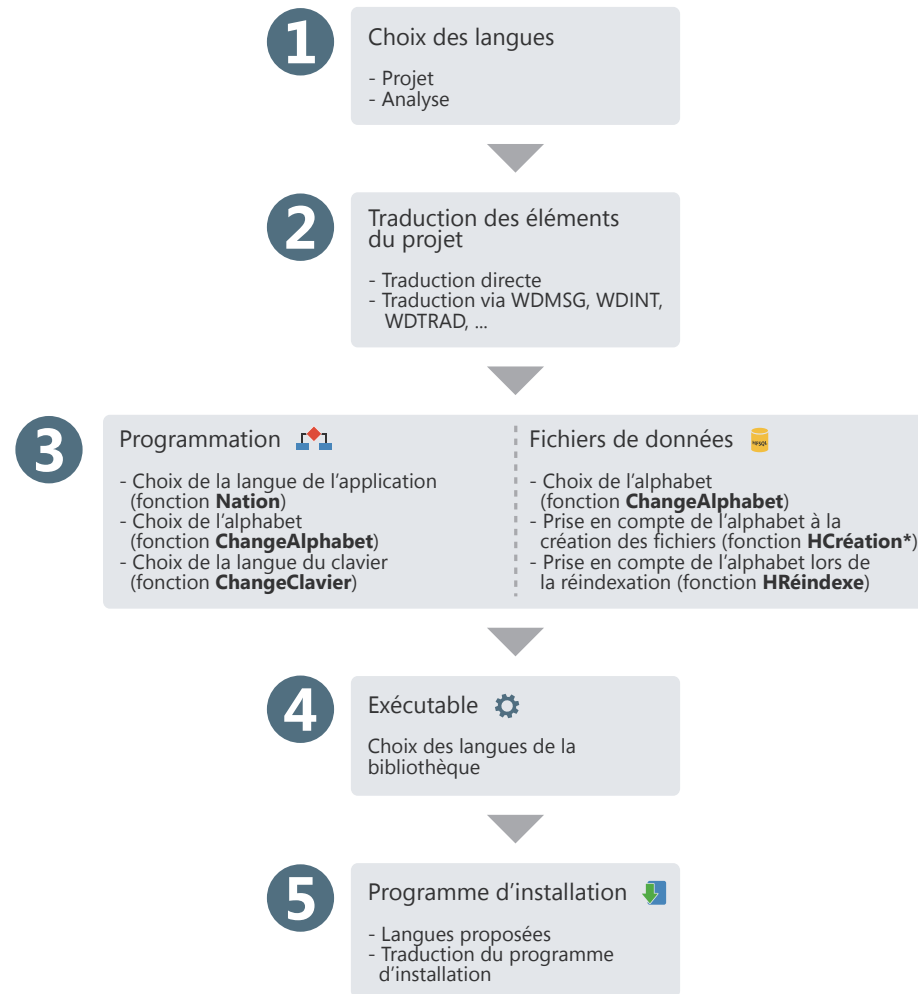 1
Choix des langues
- Projet
- Analyse
2
Traduction des éléments
du projet
- Traduction directe
- Traduction via WDMSG, WDINT,
WDTRAD, ...
3
Programmation
- Choix de la langue de l'application
(fonction Nation)
- Choix de l'alphabet
(fonction ChangeAlphabet)
- Choix de la langue du clavier
(fonction ChangeClavier)
Fichiers de données
- Choix de l'alphabet
(fonction ChangeAlphabet)
- Prise en compte de l'alphabet à la
création des fichiers (fonction HCréation*)
- Prise en compte de l'alphabet lors de
la réindexation (fonction HRéindexe)
4
Exécutable
Choix des langues de la
bibliothèque
5
Programme d'installation
- Langues proposées
- Traduction du programme
d'installation